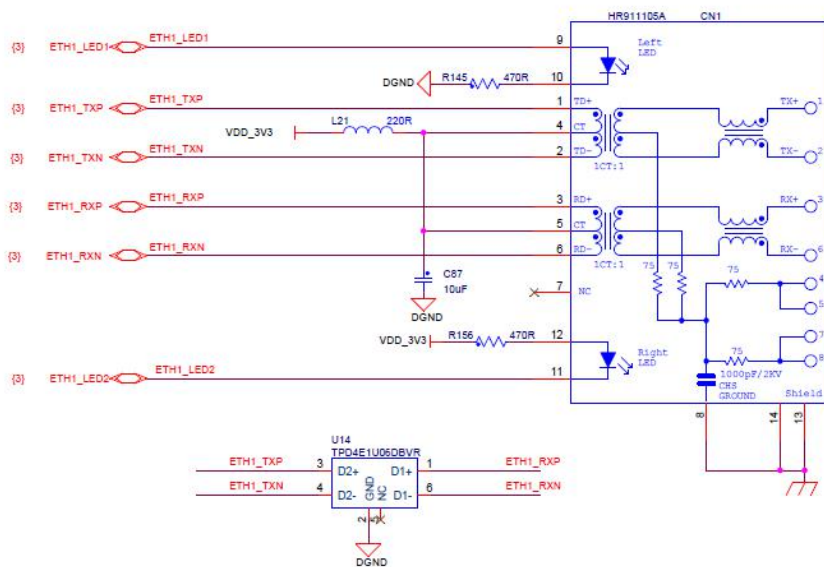 HR911105A CN1
{3} ETH1_LED1 ETH1_LED1 9 Left
LED
DGND R145 470R 10
{3} ETH1_TXP ETH1_TXP 1 TD+ TX+ 1
VDD_3V3 L21 220R 4 CT
{3} ETH1_TXN ETH1_TXN 2 TD- TX- 2
1CT:1
{3} ETH1_RXP ETH1_RXP 3 RD+ RX+ 3
5 CT
{3} ETH1_RXN ETH1_RXN 6 RD- RX- 6
1CT:1
75 75 75 4
C87
10uF
7 NC 5
DGND
VDD_3V3 R156 470R 12 7
75 8
Right
LED
{3} ETH1_LED2 ETH1_LED2 11
1000pF/2KV
CHS
GROUND
Shield
8 14 13
U14
TPD4E1U06DBVR
ETH1_TXP 3 D2+ D1+ 1 ETH1_RXP
ETH1_TXN 4 D2- D1- 6 ETH1_RXN
GND NC
2 5
DGND